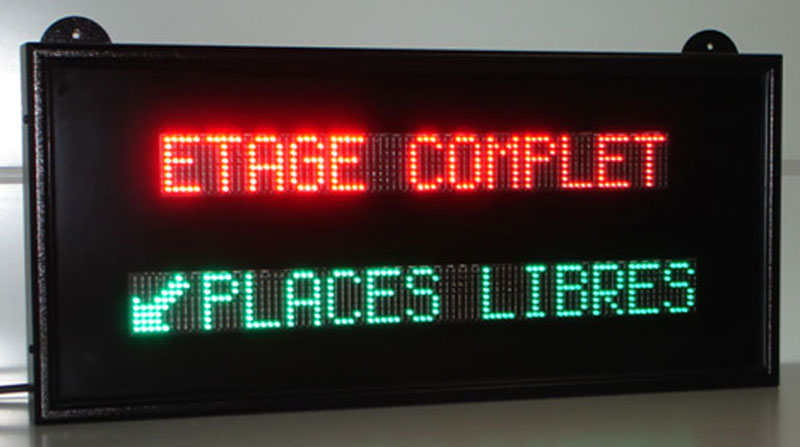 ETAGE COMPLET
↙PLACES LIBRES